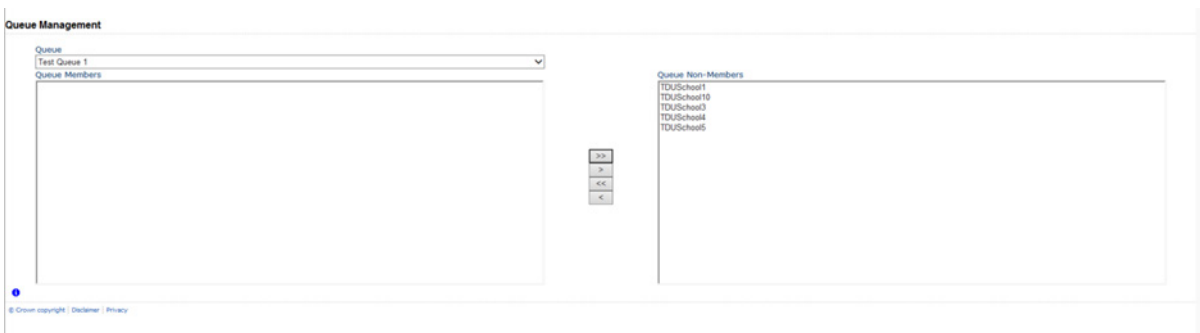 Queue Management
Queue
Test Queue 1
Queue Members
Queue Non-Members
TDUSchool1
TDUSchool10
TDUSchool3
TDUSchool4
TDUSchool5
>>
>
<<
<
© Crown copyright | Disclaimer | Privacy